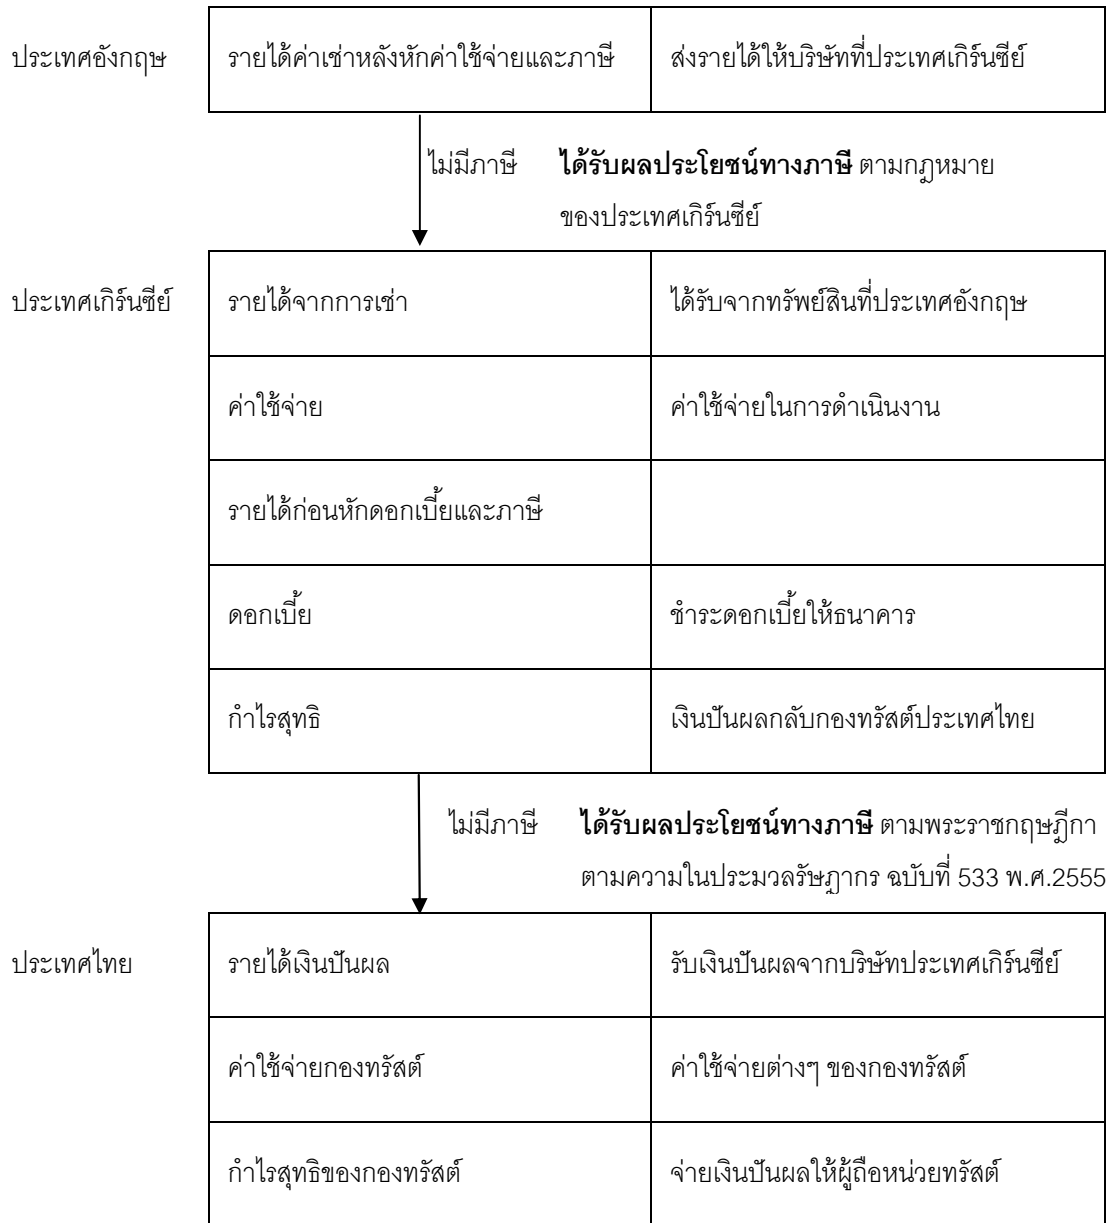 ประเทศอังกฤษ รายได้ค่าเช่าหลังหักค่าใช้จ่ายและภาษี ส่งรายได้ให้บริษัทที่ประเทศเกิร์นซีย์
ไม่มีภาษี ได้รับผลประโยชน์ทางภาษี ตามกฎหมาย
ของประเทศเกิร์นซีย์
ประเทศเกิร์นซีย์ รายได้จากการเช่า ได้รับจากทรัพย์สินที่ประเทศอังกฤษ
ค่าใช้จ่าย ค่าใช้จ่ายในการดำเนินงาน
รายได้ก่อนหักดอกเบี้ยและภาษี
ดอกเบี้ย ชำระดอกเบี้ยให้ธนาคาร
กำไรสุทธิ เงินปันผลกลับกองทรัสต์ประเทศไทย
ไม่มีภาษี ได้รับผลประโยชน์ทางภาษี ตามพระราชกฤษฎีกา
ตามความในประมวลรัษฎากร ฉบับที่ 533 พ.ศ.2555
ประเทศไทย รายได้เงินปันผล รับเงินปันผลจากบริษัทประเทศเกิร์นซีย์
ค่าใช้จ่ายกองทรัสต์ ค่าใช้จ่ายต่างๆ ของกองทรัสต์
กำไรสุทธิของกองทรัสต์ จ่ายเงินปันผลให้ผู้ถือหน่วยทรัสต์